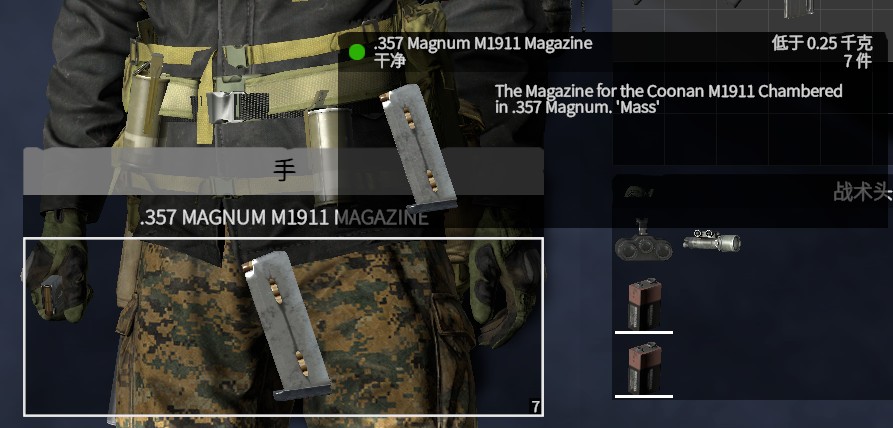 .357 Magnum M1911 Magazine
低于 0.25 千克
干净
7 件
The Magazine for the Coonan M1911 Chambered
in .357 Magnum. 'Mass'
手
战术头
.357 MAGNUM M1911 MAGAZINE
7